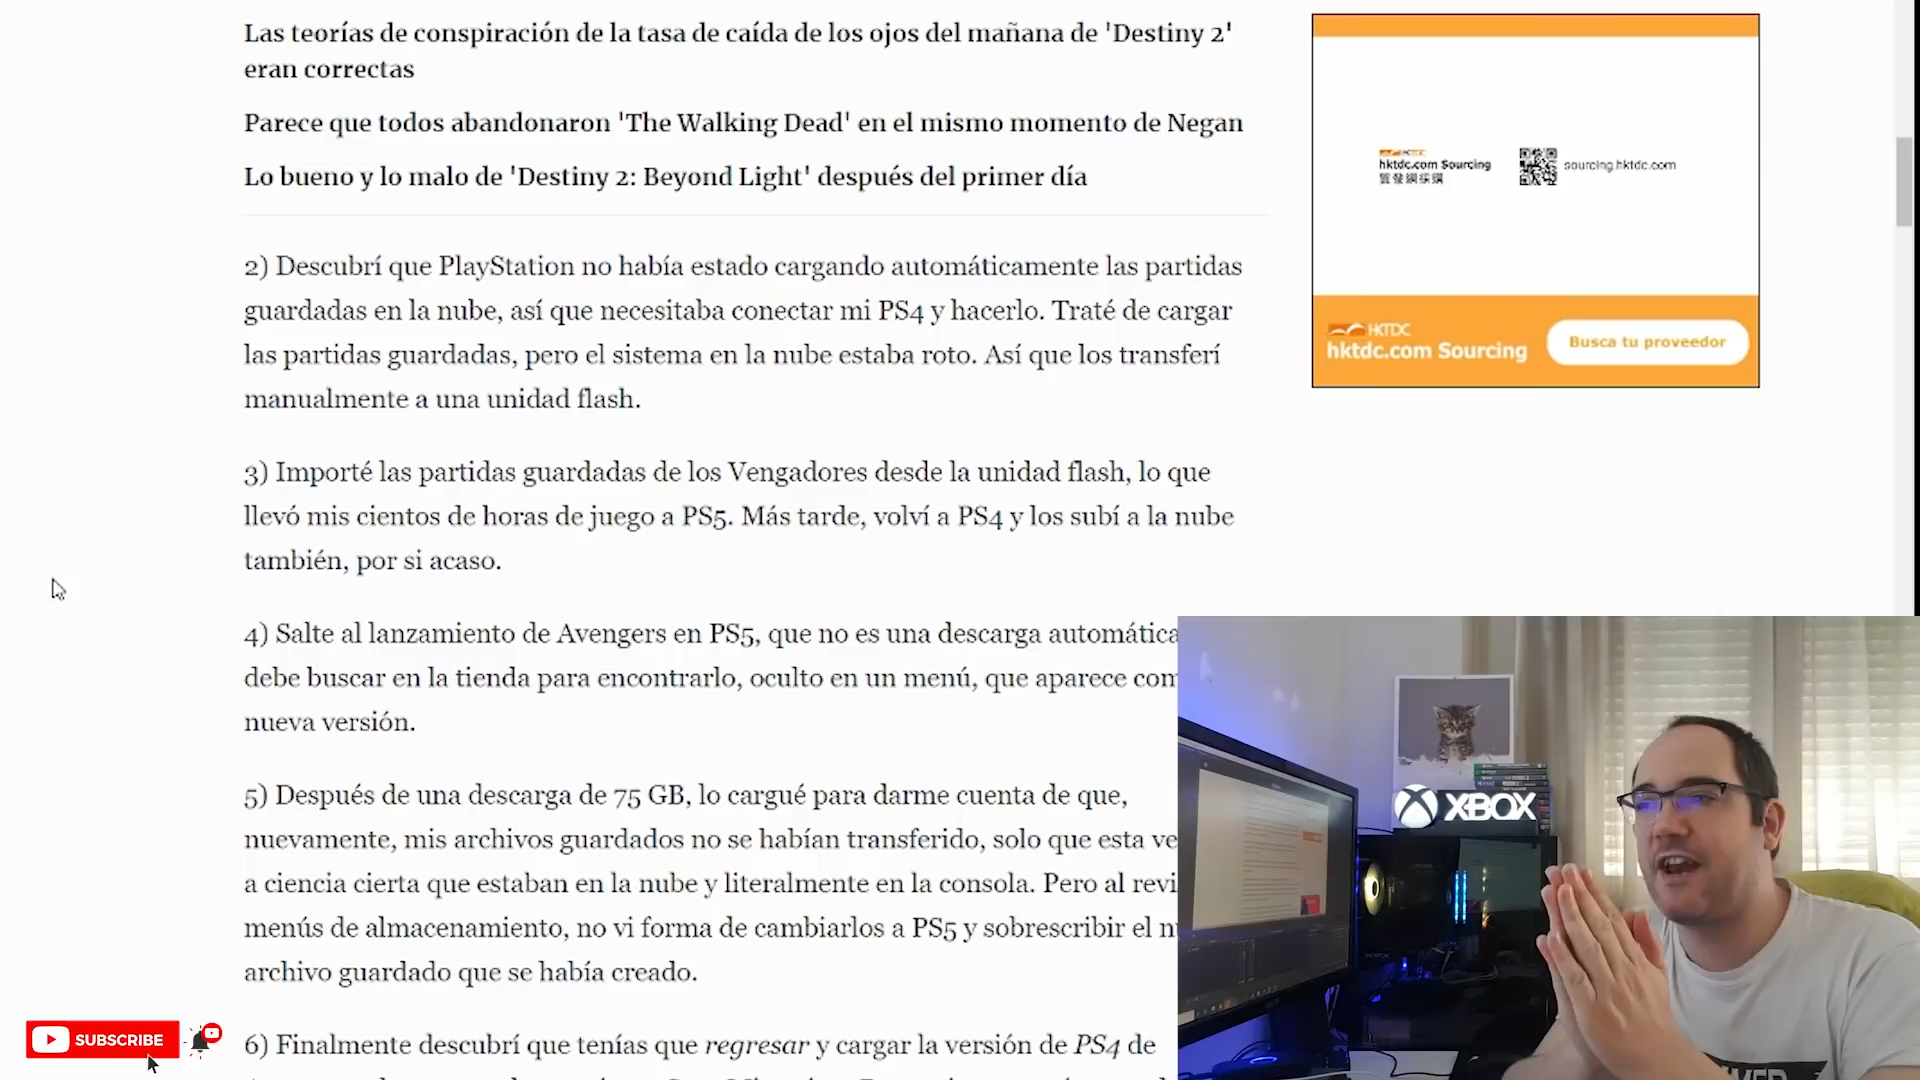 Las teorías de conspiración de la tasa de caída de los ojos del mañana de 'Destiny 2'
eran correctas
Parece que todos abandonaron 'The Walking Dead' en el mismo momento de Negan
Lo bueno y lo malo de 'Destiny 2: Beyond Light' después del primer día
2) Descubrí que PlayStation no había estado cargando automáticamente las partidas
guardadas en la nube, así que necesitaba conectar mi PS4 y hacerlo. Traté de cargar
las partidas guardadas, pero el sistema en la nube estaba roto. Así que los transferí
manualmente a una unidad flash.
3) Importé las partidas guardadas de los Vengadores desde la unidad flash, lo que
llevó mis cientos de horas de juego a PS5. Más tarde, volví a PS4 y los subí a la nube
también, por si acaso.
4) Salte al lanzamiento de Avengers en PS5, que no es una descarga automática
debe buscar en la tienda para encontrarlo, oculto en un menú, que aparece com
nueva versión.
5) Después de una descarga de 75 GB, lo cargué para darme cuenta de que,
nuevamente, mis archivos guardados no se habían transferido, solo que esta ve
a ciencia cierta que estaban en la nube y literalmente en la consola. Pero al revi
menús de almacenamiento, no vi forma de cambiarlos a PS5 y sobrescribir el n
archivo guardado que se había creado.
6) Finalmente descubrí que tenías que regresar y cargar la versión de PS4 de
hktdc.com Sourcing
sourcing.hktdc.com
HKTDC
hktdc.com Sourcing
Busca tu proveedor
XBOX
SUBSCRIBE